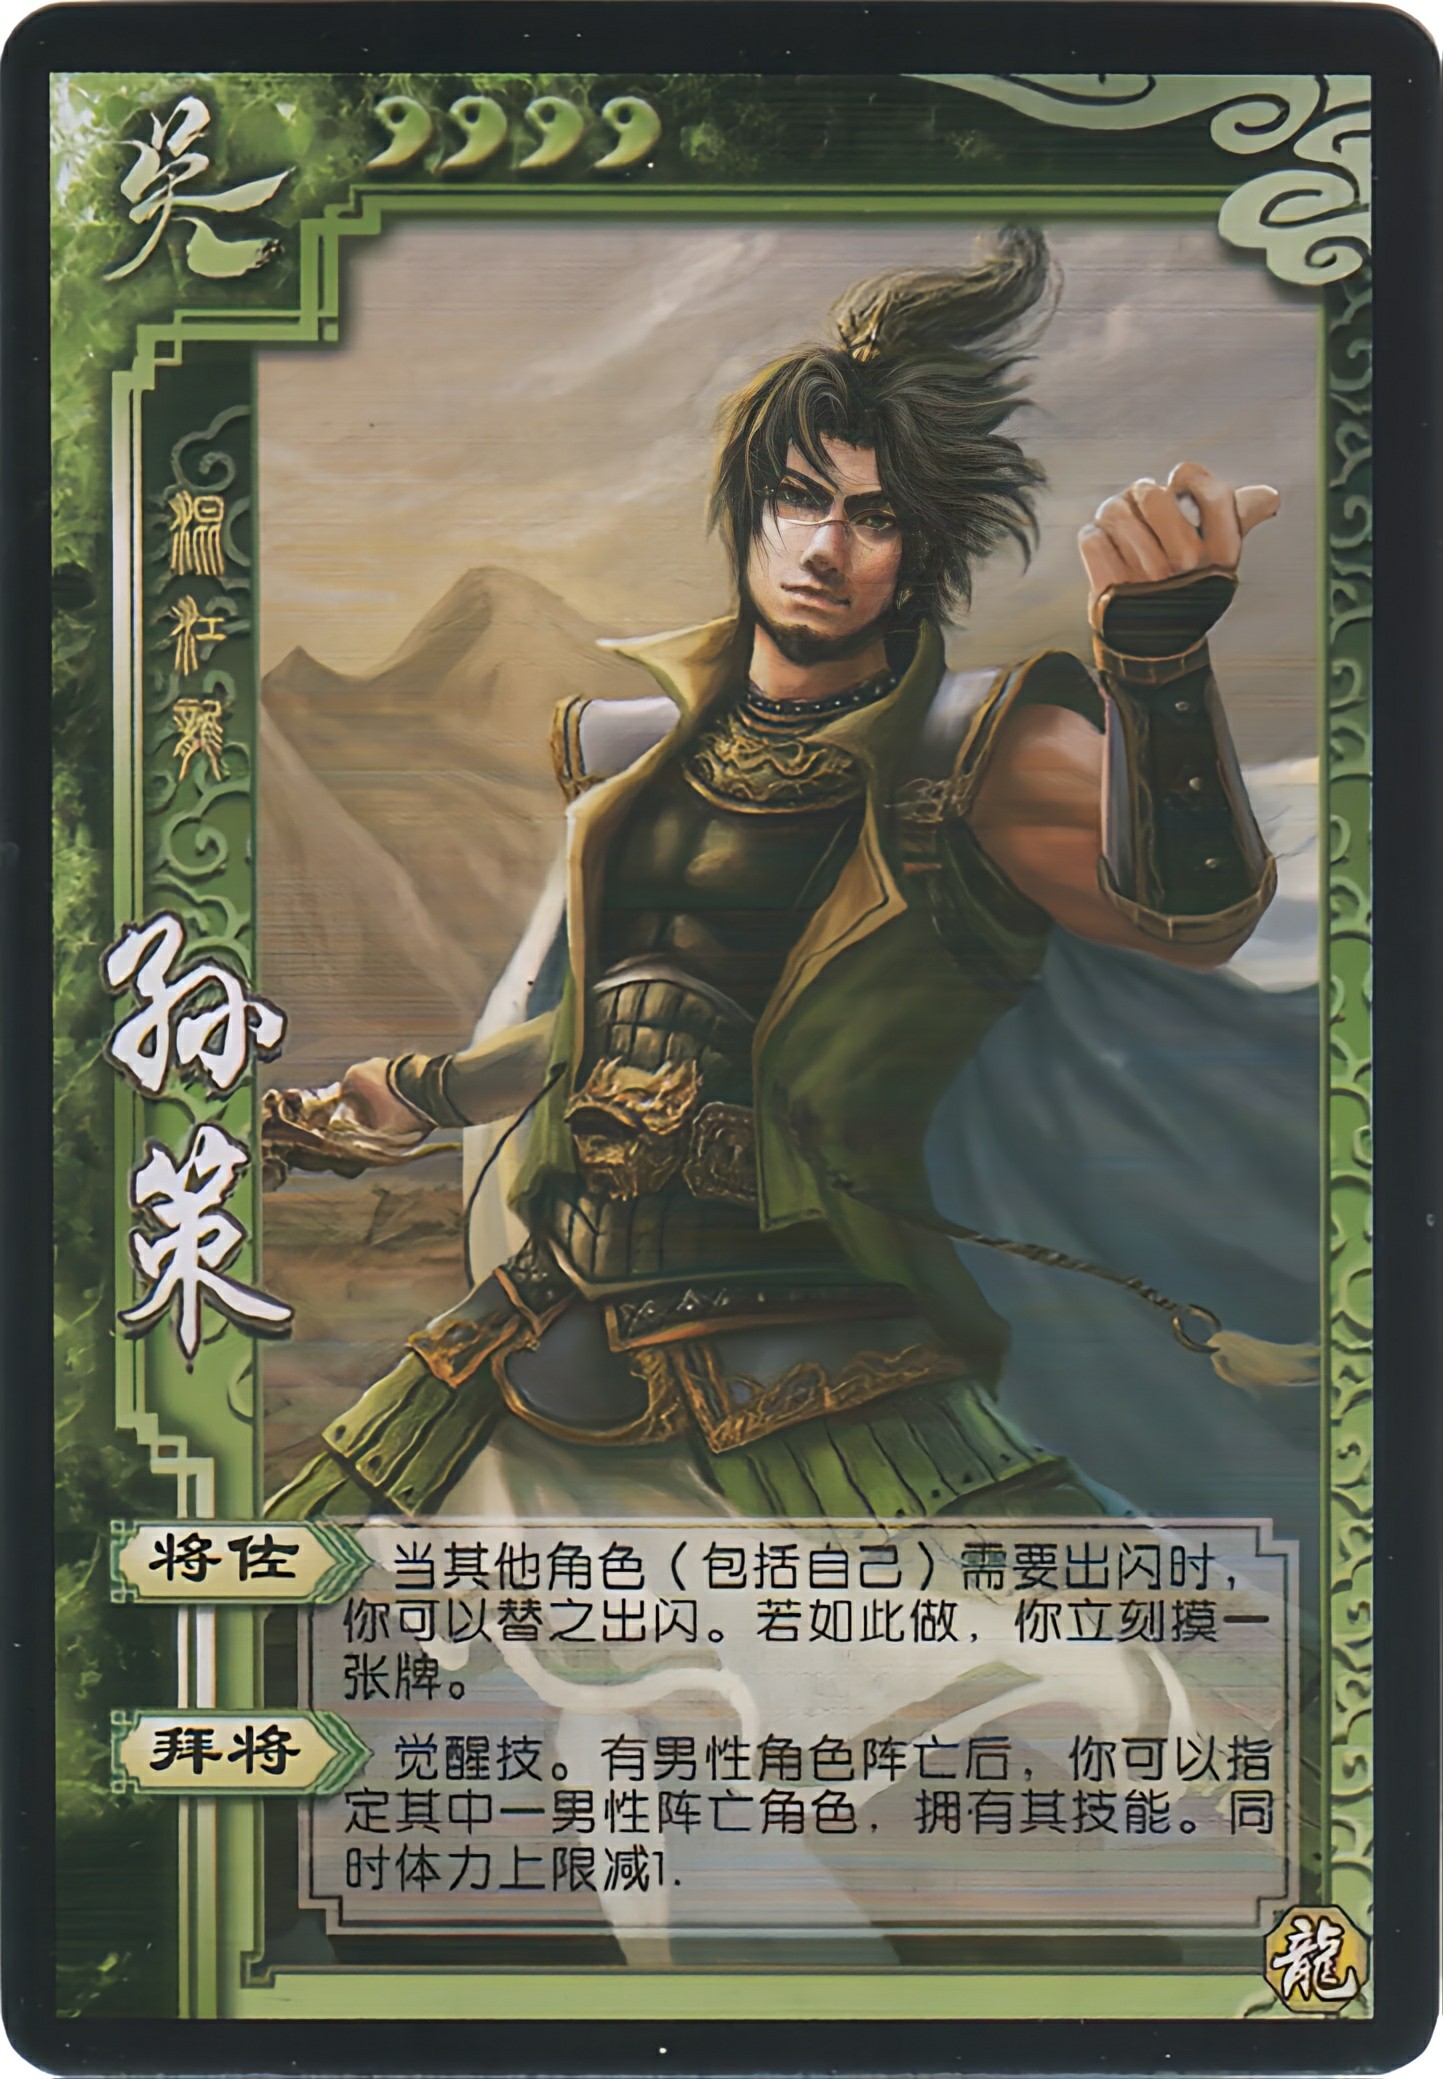 吴
混江龍
孙策
将佐
当其他角色（包括自己）需要出闪时，
你可以替之出闪。若如此做，你立刻摸一
张牌。
拜将
觉醒技。有男性角色阵亡后，你可以指
定其中一男性阵亡角色，拥有其技能。同
时体力上限减1.
龍